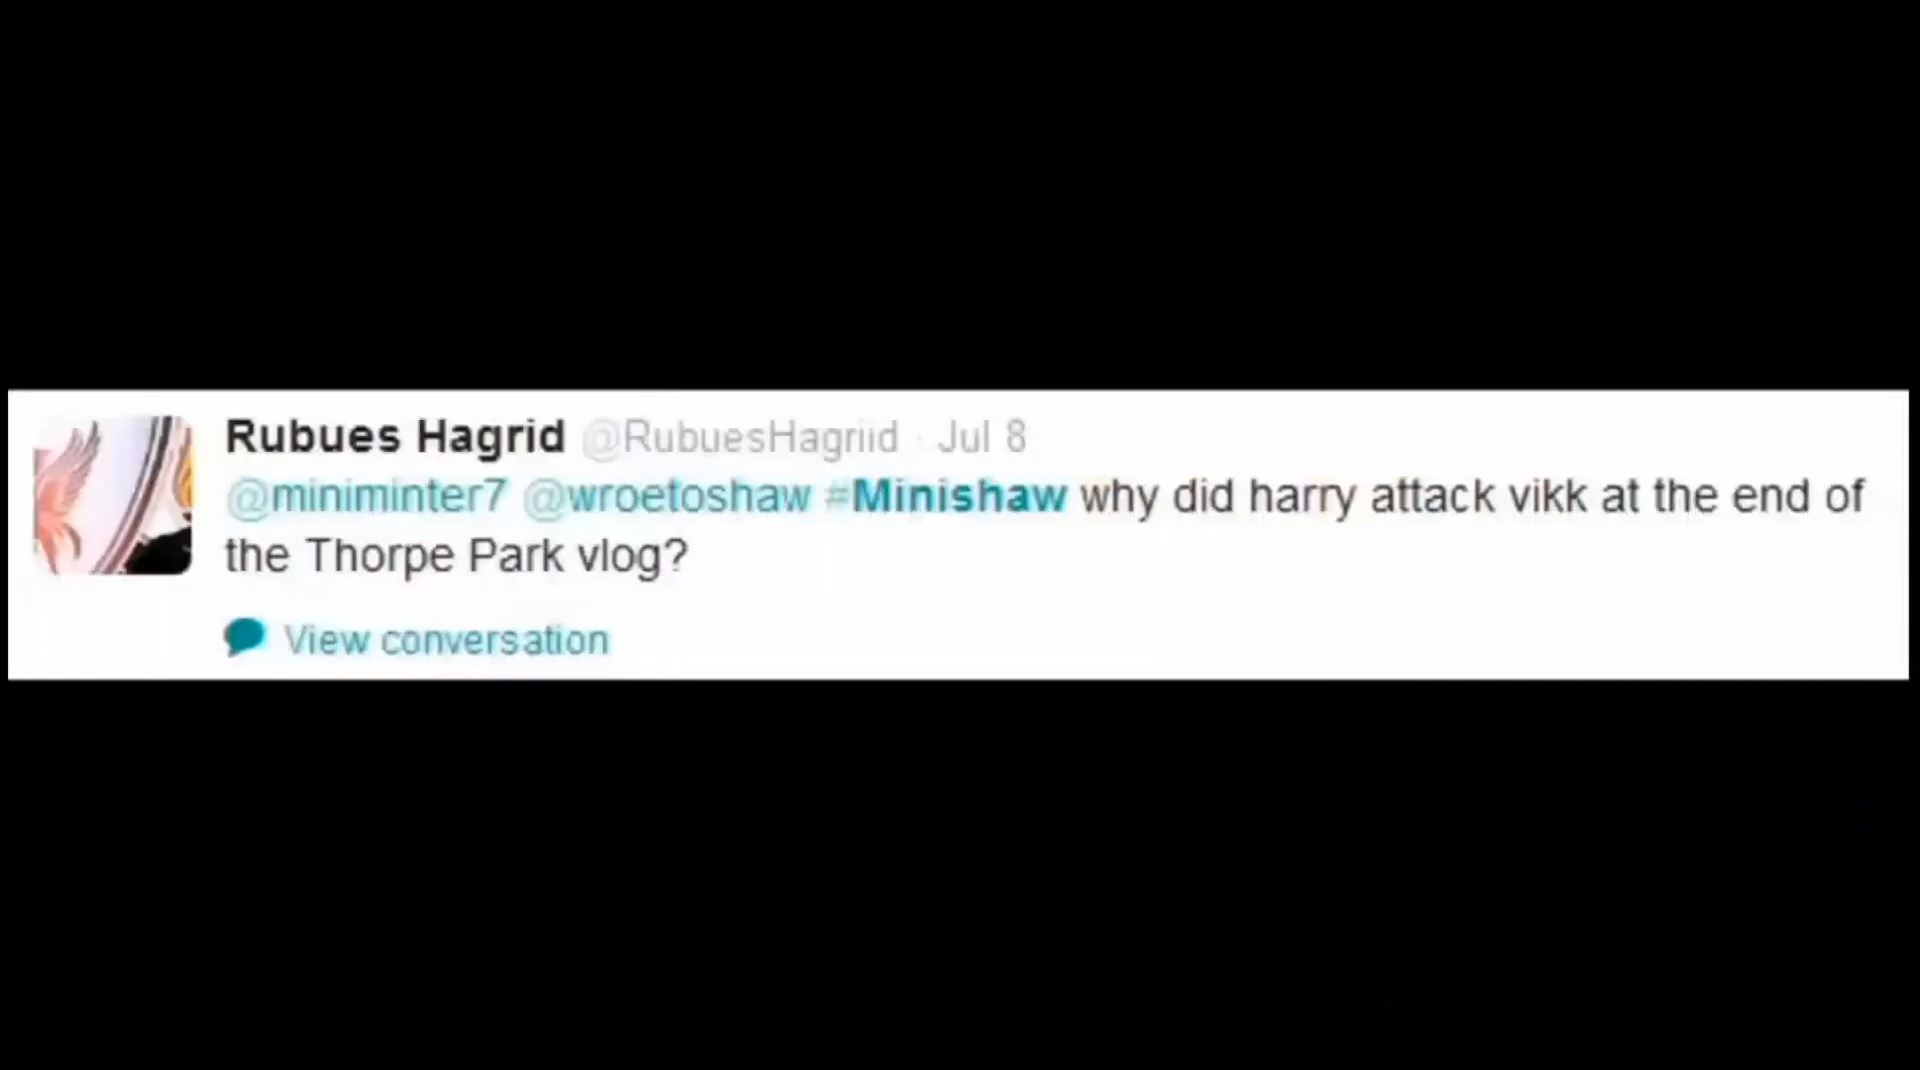 Rubues Hagrid @RubuesHagriid · Jul 8
@miniminter7 @wroetoshaw #Minishaw why did harry attack vikk at the end of
the Thorpe Park vlog?
View conversation